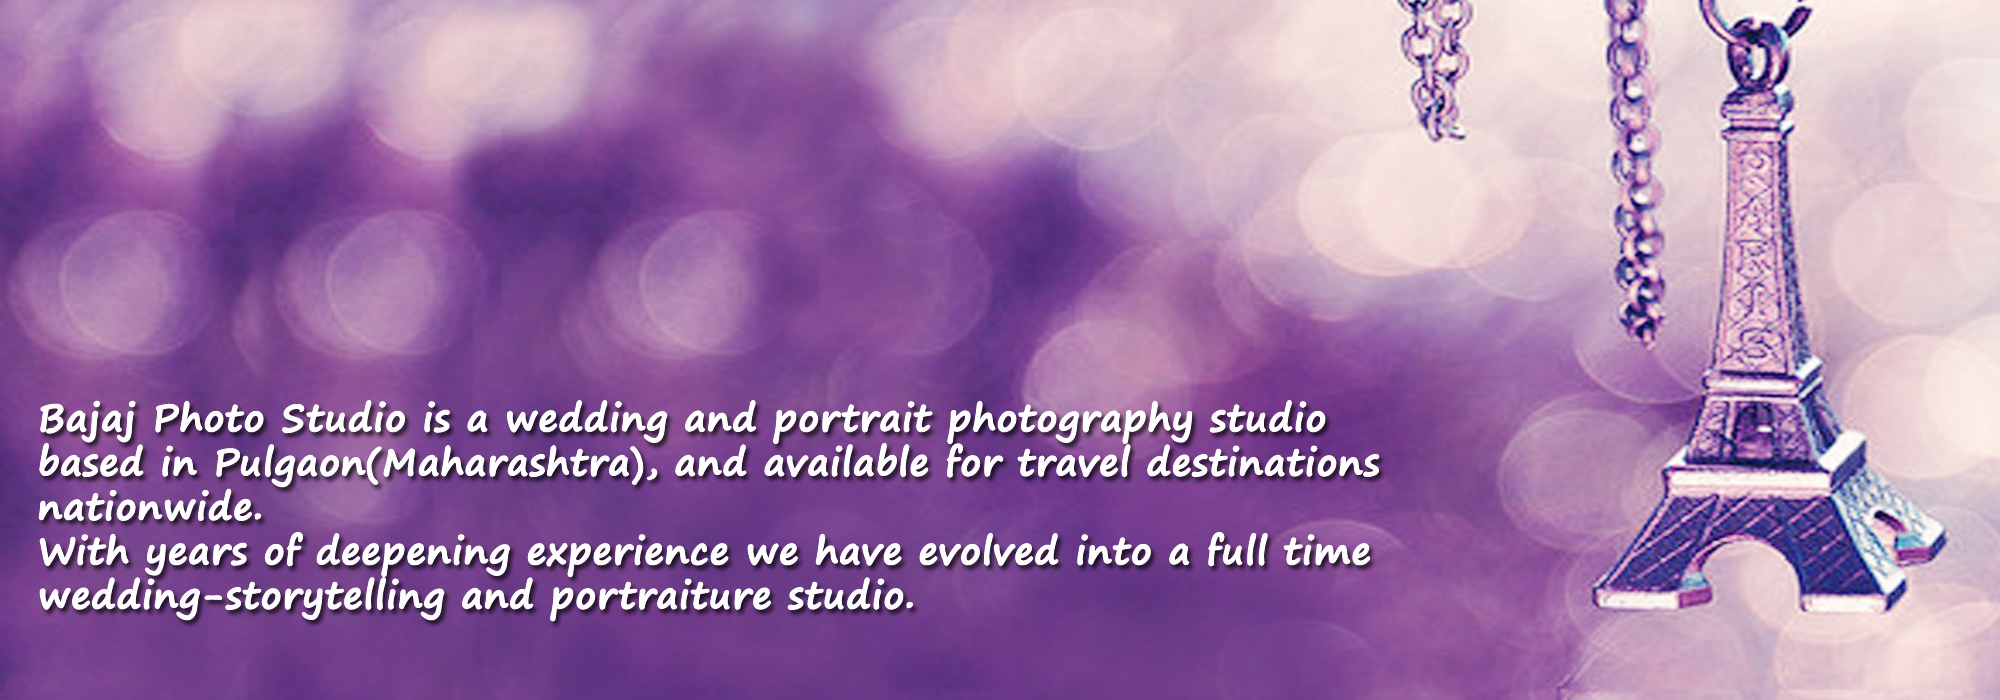 Bajaj Photo Studio is a wedding and portrait photography studio
based in Pulgaon(Maharashtra), and available for travel destinations
nationwide.
With years of deepening experience we have evolved into a full time
wedding-storytelling and portraiture studio.
PARIS